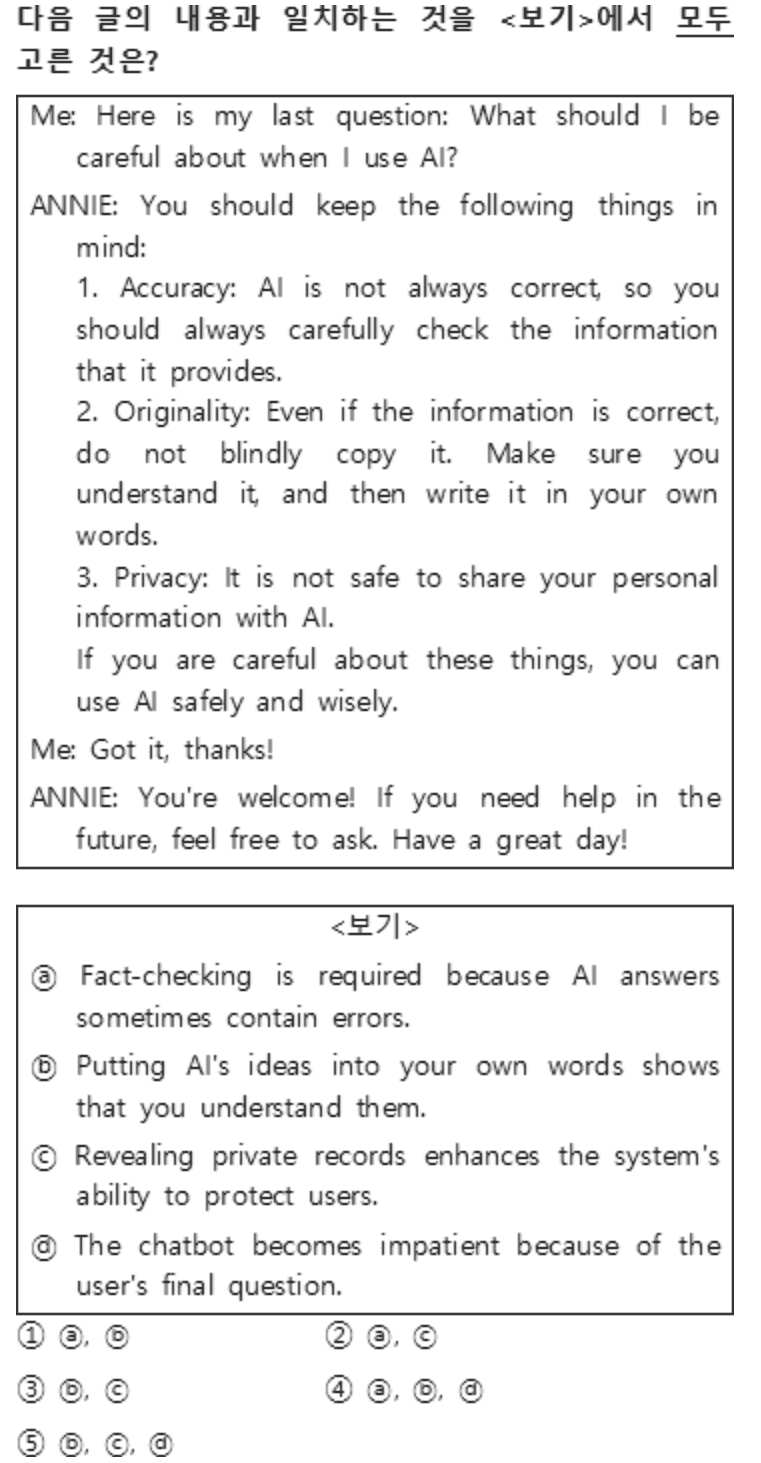 다음 글의 내용과 일치하는 것을 <보기>에서 모두
고른 것은?
Me: Here is my last question: What should I be
careful about when I use AI?
ANNIE: You should keep the following things in
mind:
1. Accuracy: AI is not always correct, so you
should always carefully check the information
that it provides.
2. Originality: Even if the information is correct,
do not blindly copy it. Make sure you
understand it, and then write it in your own
words.
3. Privacy: It is not safe to share your personal
information with AI.
If you are careful about these things, you can
use AI safely and wisely.
Me: Got it, thanks!
ANNIE: You're welcome! If you need help in the
future, feel free to ask. Have a great day!
<보기>
ⓐ Fact-checking is required because AI answers
sometimes contain errors.
ⓑ Putting AI's ideas into your own words shows
that you understand them.
ⓒ Revealing private records enhances the system's
ability to protect users.
ⓓ The chatbot becomes impatient because of the
user's final question.
① ⓐ, ⓑ ② ⓐ, ⓒ
③ ⓑ, ⓒ ④ ⓐ, ⓑ, ⓓ
⑤ ⓑ, ⓒ, ⓓ